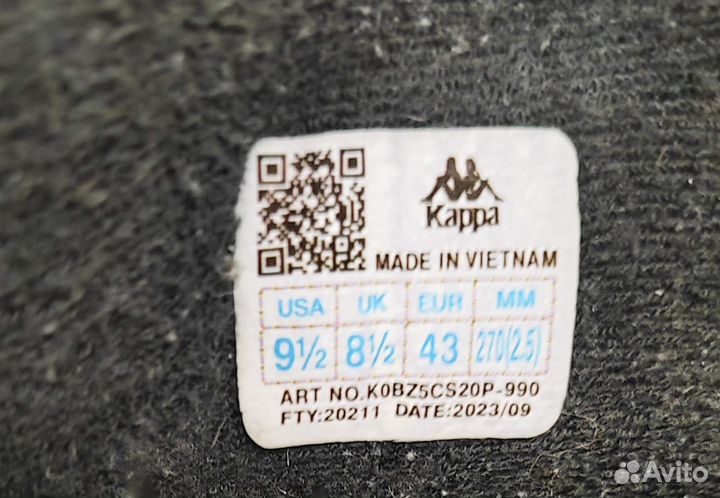 Kappa
MADE IN VIETNAM
USA UK EUR MM
9½ 8½ 43 270(2.5)
ART NO.K0BZ5CS20P-990
FTY:20211 DATE:2023/09
Avito